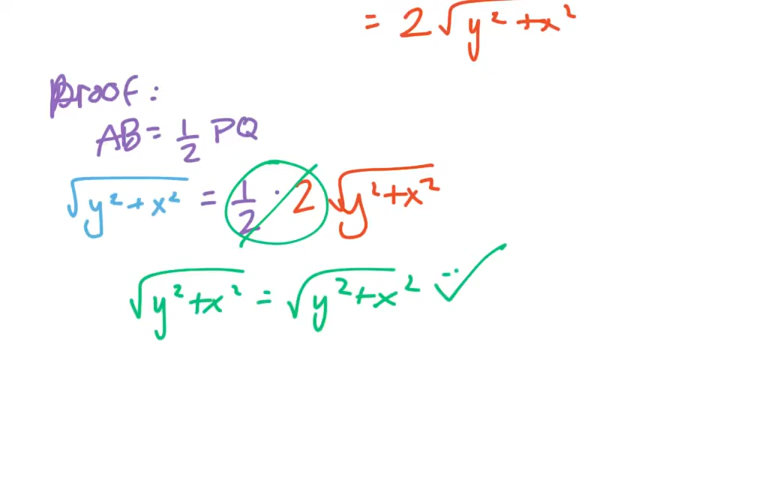 = 2√(y² + x²)
Proof:
AB = 1/2 PQ
√(y² + x²) = 1/2 · 2 √(y² + x²)
√(y² + x²) = √(y² + x²) ✓